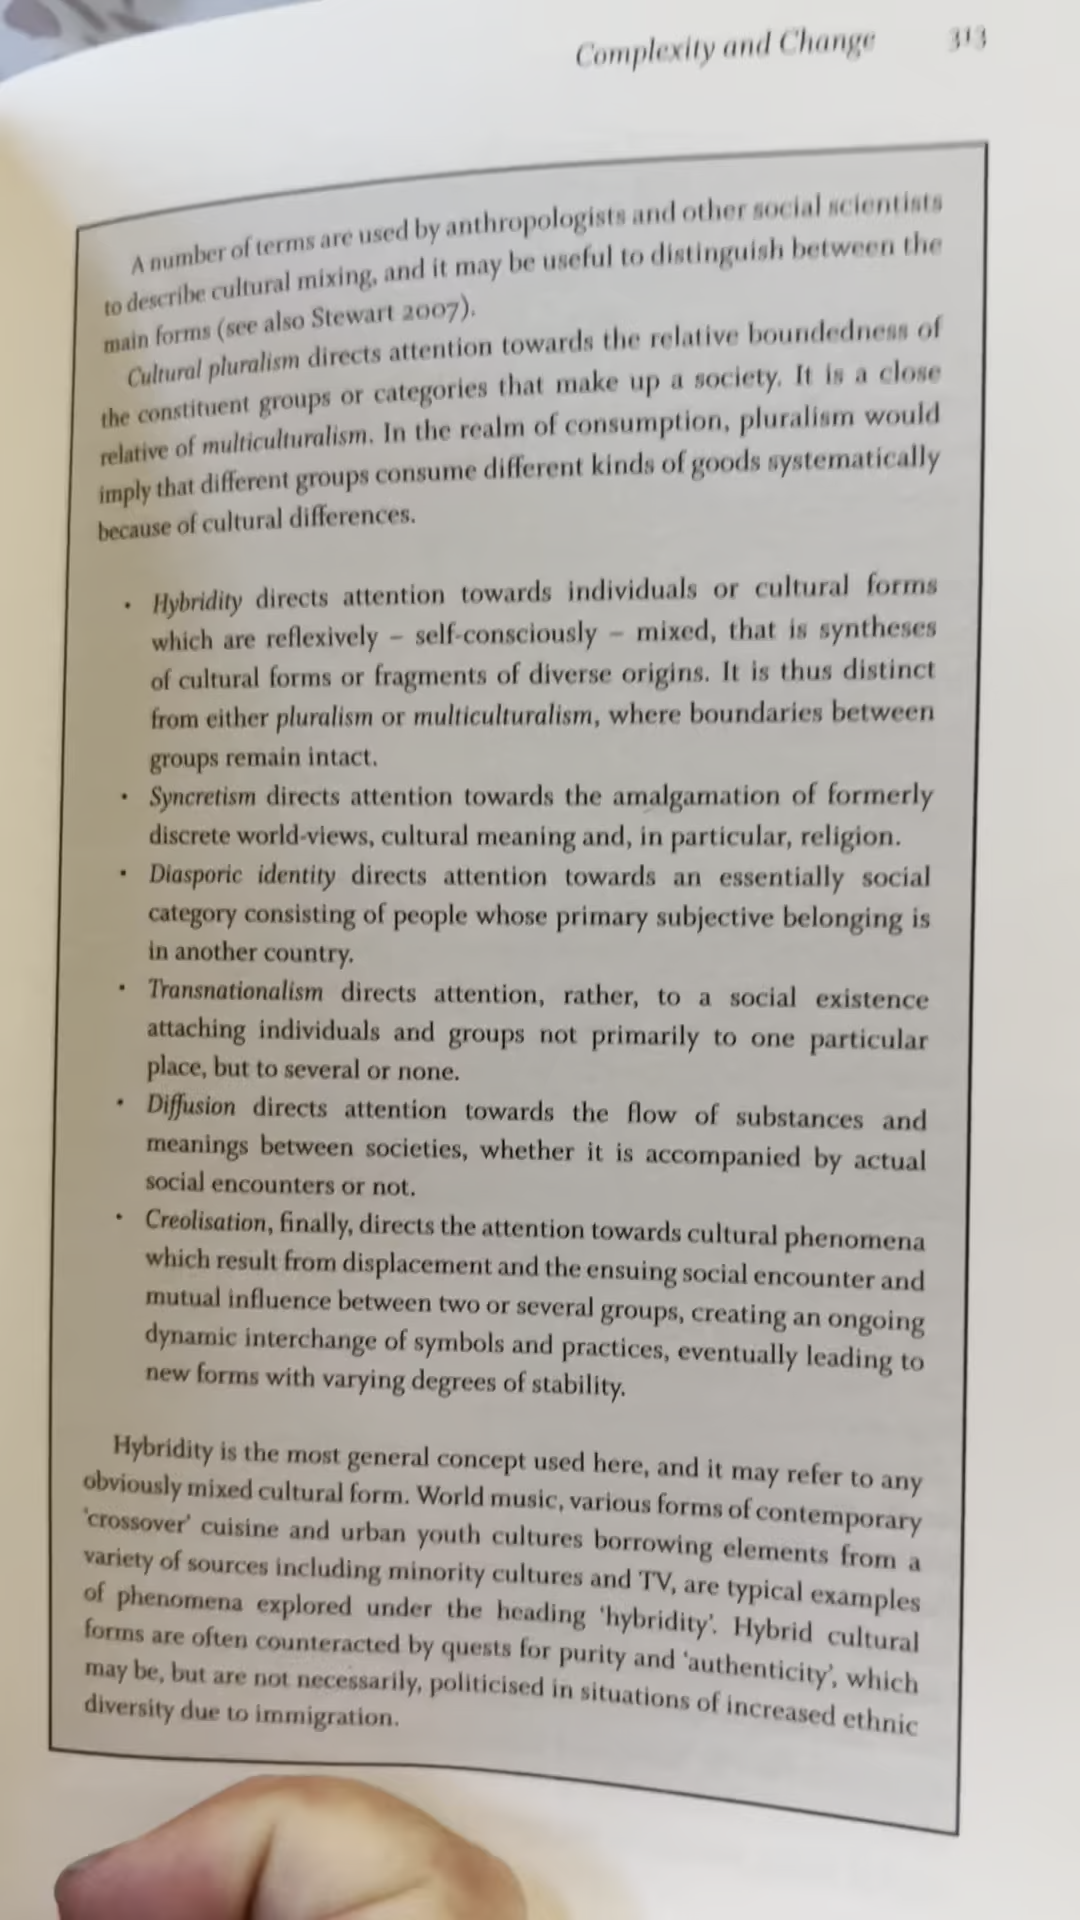 Complexity and Change 313
A number of terms are used by anthropologists and other social scientists
to describe cultural mixing, and it may be useful to distinguish between the
main forms (see also Stewart 2007).
Cultural pluralism directs attention towards the relative boundedness of
the constituent groups or categories that make up a society. It is a close
relative of multiculturalism. In the realm of consumption, pluralism would
imply that different groups consume different kinds of goods systematically
because of cultural differences.
• Hybridity directs attention towards individuals or cultural forms
which are reflexively – self-consciously – mixed, that is syntheses
of cultural forms or fragments of diverse origins. It is thus distinct
from either pluralism or multiculturalism, where boundaries between
groups remain intact.
• Syncretism directs attention towards the amalgamation of formerly
discrete world-views, cultural meaning and, in particular, religion.
• Diasporic identity directs attention towards an essentially social
category consisting of people whose primary subjective belonging is
in another country.
• Transnationalism directs attention, rather, to a social existence
attaching individuals and groups not primarily to one particular
place, but to several or none.
• Diffusion directs attention towards the flow of substances and
meanings between societies, whether it is accompanied by actual
social encounters or not.
• Creolisation, finally, directs the attention towards cultural phenomena
which result from displacement and the ensuing social encounter and
mutual influence between two or several groups, creating an ongoing
dynamic interchange of symbols and practices, eventually leading to
new forms with varying degrees of stability.
Hybridity is the most general concept used here, and it may refer to any
obviously mixed cultural form. World music, various forms of contemporary
'crossover' cuisine and urban youth cultures borrowing elements from a
variety of sources including minority cultures and TV, are typical examples
of phenomena explored under the heading 'hybridity'. Hybrid cultural
forms are often counteracted by quests for purity and 'authenticity', which
may be, but are not necessarily, politicised in situations of increased ethnic
diversity due to immigration.